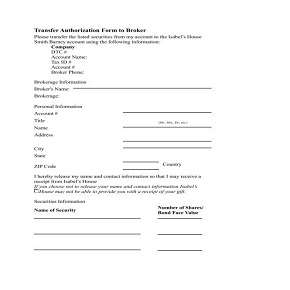 Transfer Authorization Form to Broker
Please transfer the listed securities from my account to the Isabel's House
Smith Barney account using the following information:
Company
DTC #
Account Name:
Tax ID #
Account #
Broker Phone:
Brokerage Information
Broker's Name:
Brokerage:
Personal Information
Account #
Title (Mr., Mrs., Dr., etc.)
Name
Address
City
State
Country
ZIP Code
I hereby release my name and contact information so that I may receive a
receipt from Isabel's House
If you choose not to release your name and contact information Isabel's
House may not be able to provide you with a receipt of your gift.
Securities Information
Name of Security
Number of Shares/
Bond Face Value